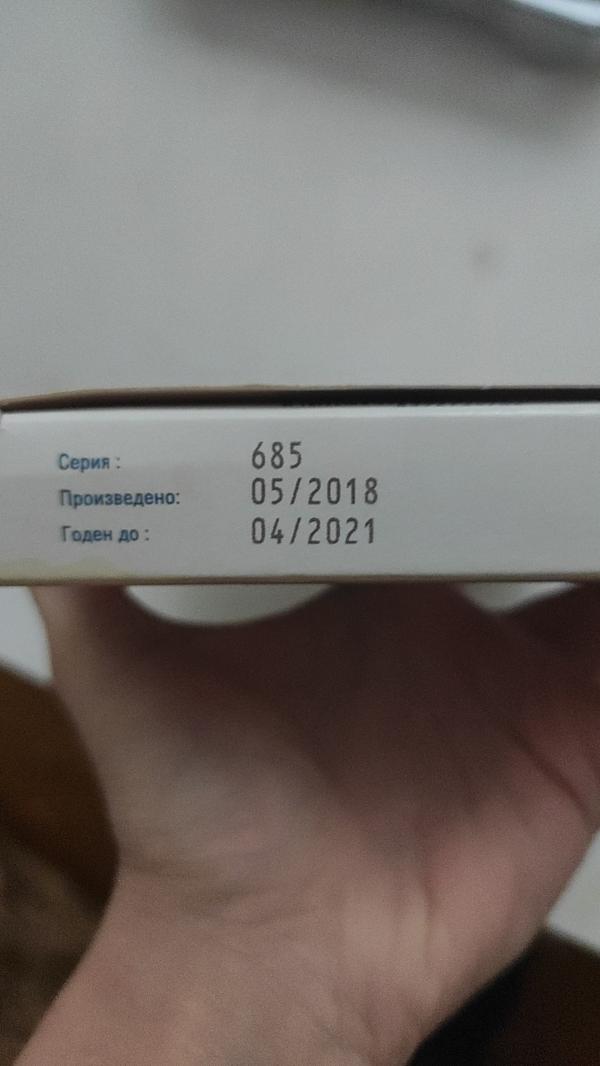 Серия : 685
Произведено: 05/2018
Годен до : 04/2021